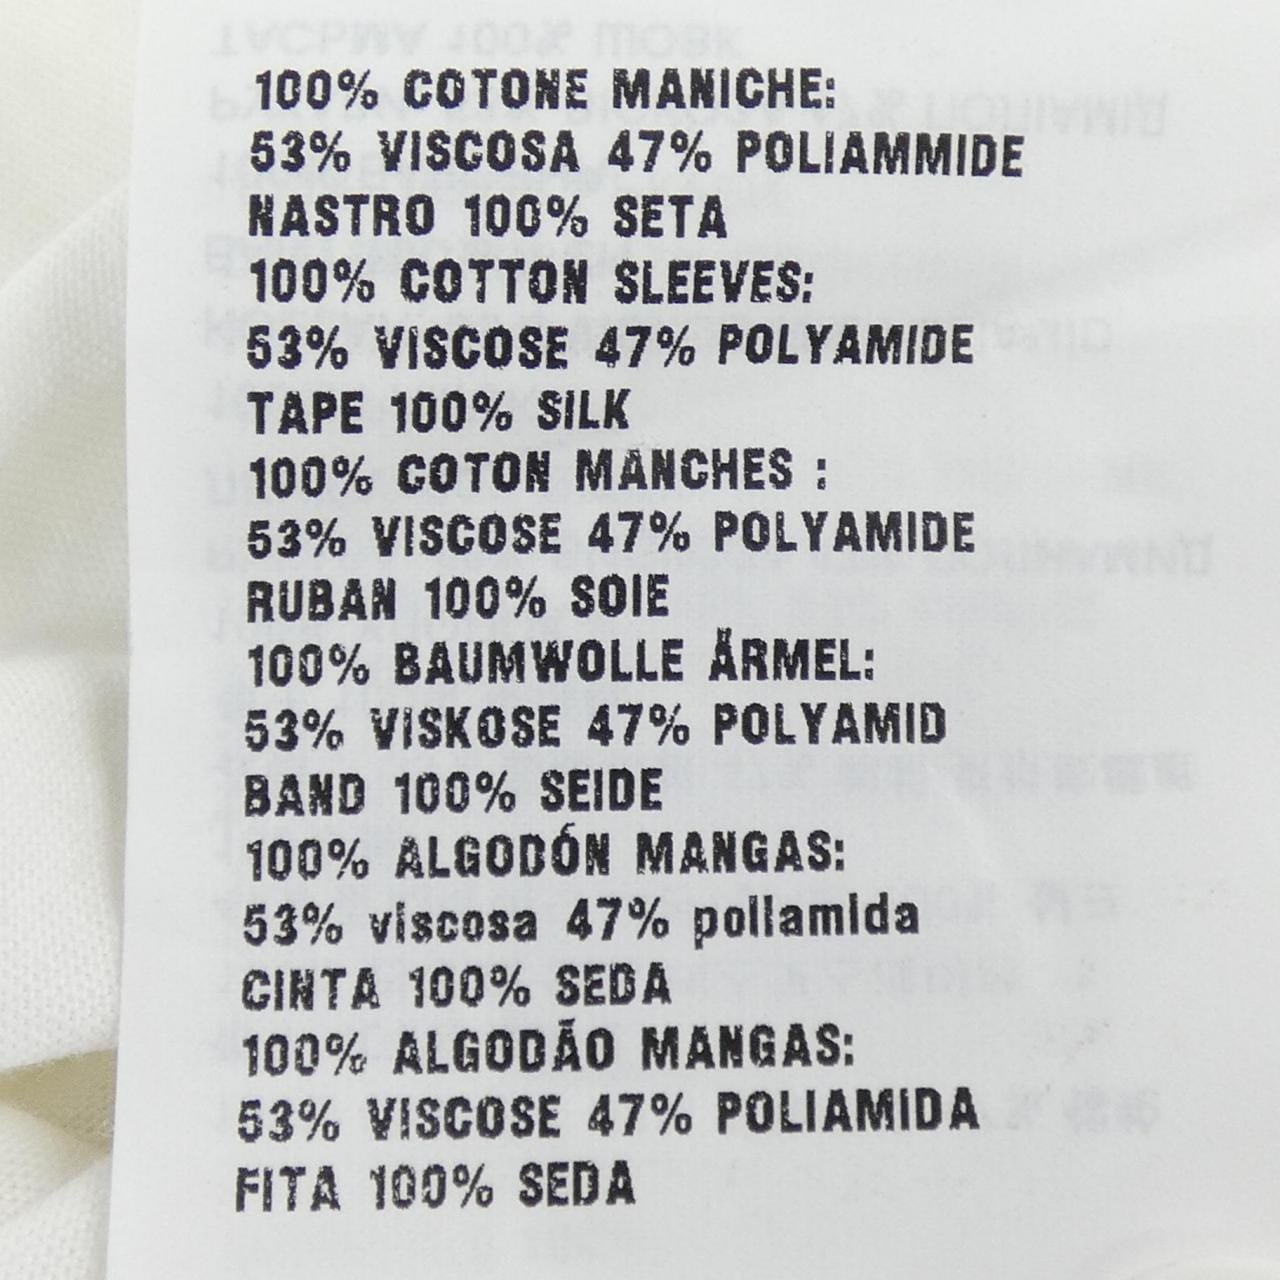 100% COTONE MANICHE:
53% VISCOSA 47% POLIAMMIDE
NASTRO 100% SETA
100% COTTON SLEEVES:
53% VISCOSE 47% POLYAMIDE
TAPE 100% SILK
100% COTON MANCHES :
53% VISCOSE 47% POLYAMIDE
RUBAN 100% SOIE
100% BAUMWOLLE ÄRMEL:
53% VISKOSE 47% POLYAMID
BAND 100% SEIDE
100% ALGODÓN MANGAS:
53% viscosa 47% poliamida
CINTA 100% SEDA
100% ALGODÃO MANGAS:
53% VISCOSE 47% POLIAMIDA
FITA 100% SEDA